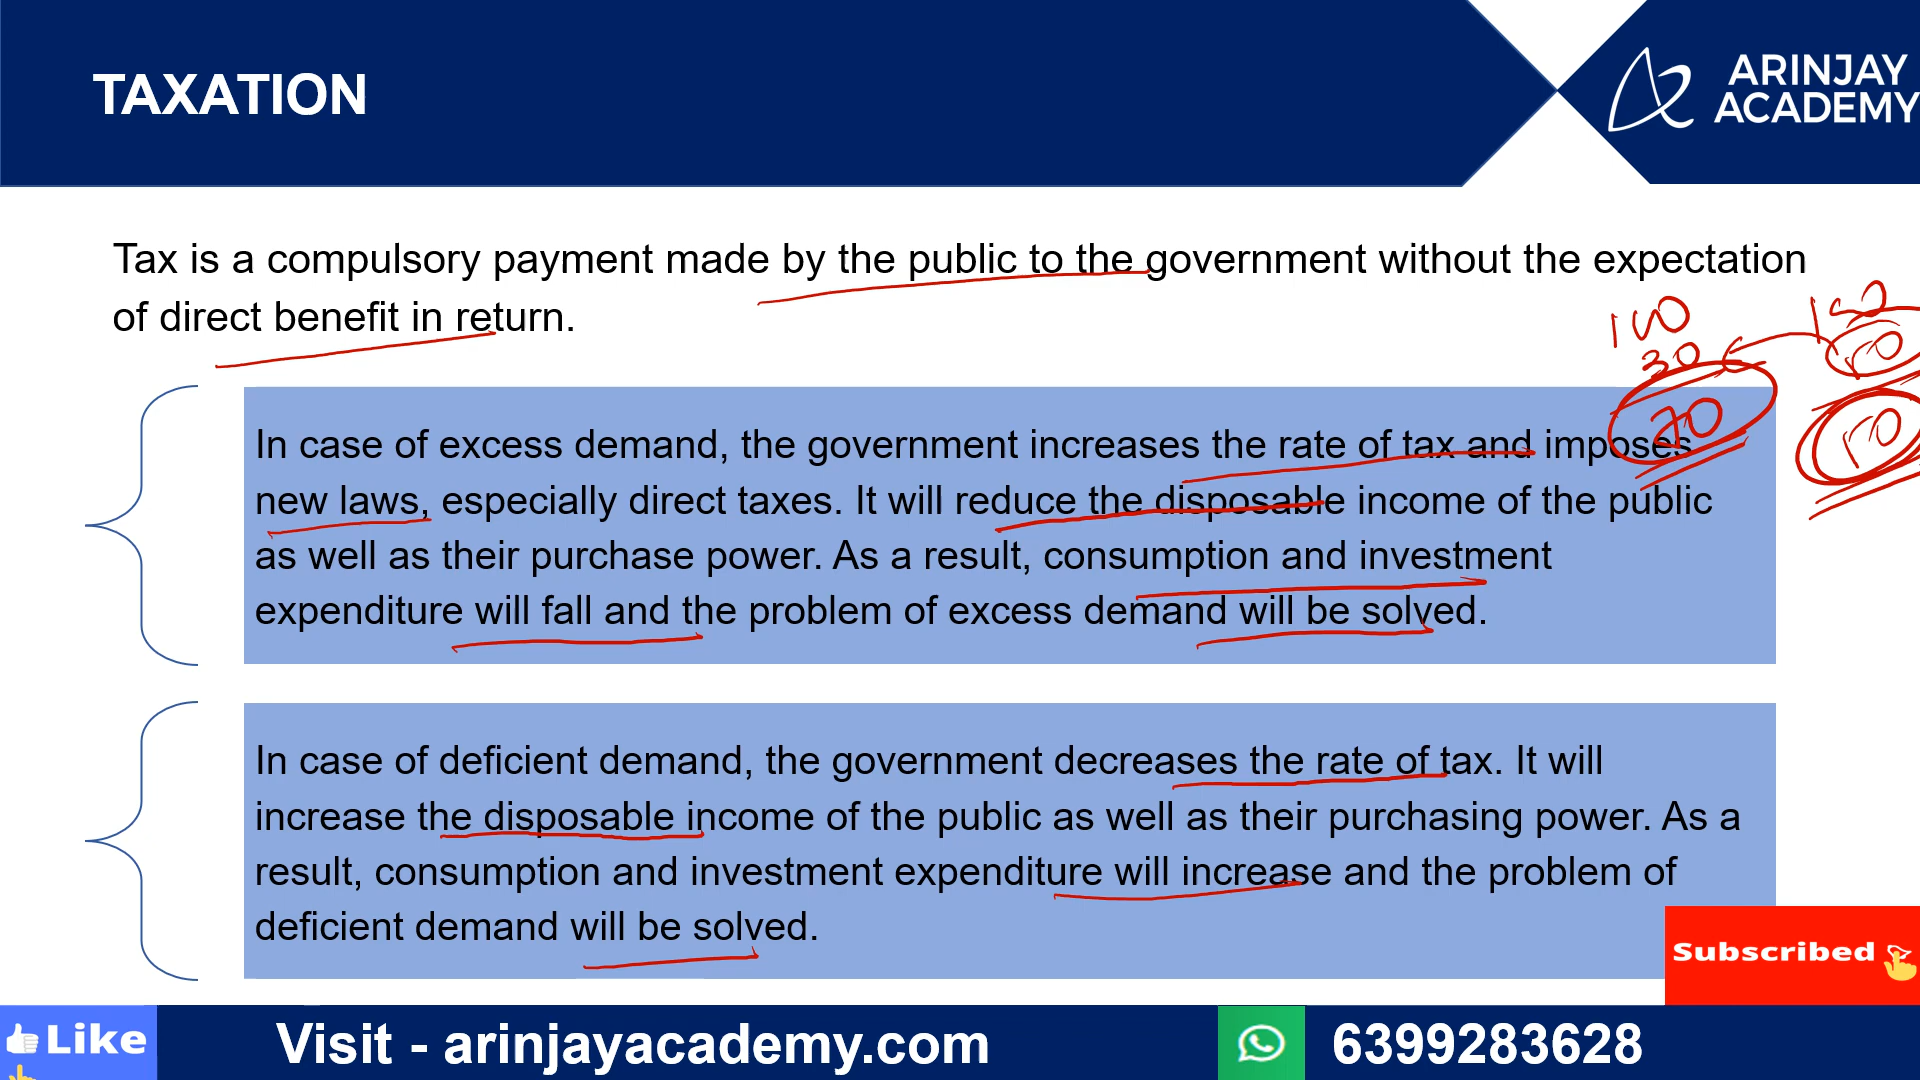 TAXATION
ARINJAY
ACADEMY
Tax is a compulsory payment made by the public to the government without the expectation
of direct benefit in return.
100
30
70
100
In case of excess demand, the government increases the rate of tax and imposes
new laws, especially direct taxes. It will reduce the disposable income of the public
as well as their purchase power. As a result, consumption and investment
expenditure will fall and the problem of excess demand will be solved.
In case of deficient demand, the government decreases the rate of tax. It will
increase the disposable income of the public as well as their purchasing power. As a
result, consumption and investment expenditure will increase and the problem of
deficient demand will be solved.
Subscribed
Like
Visit - arinjayacademy.com
6399283628